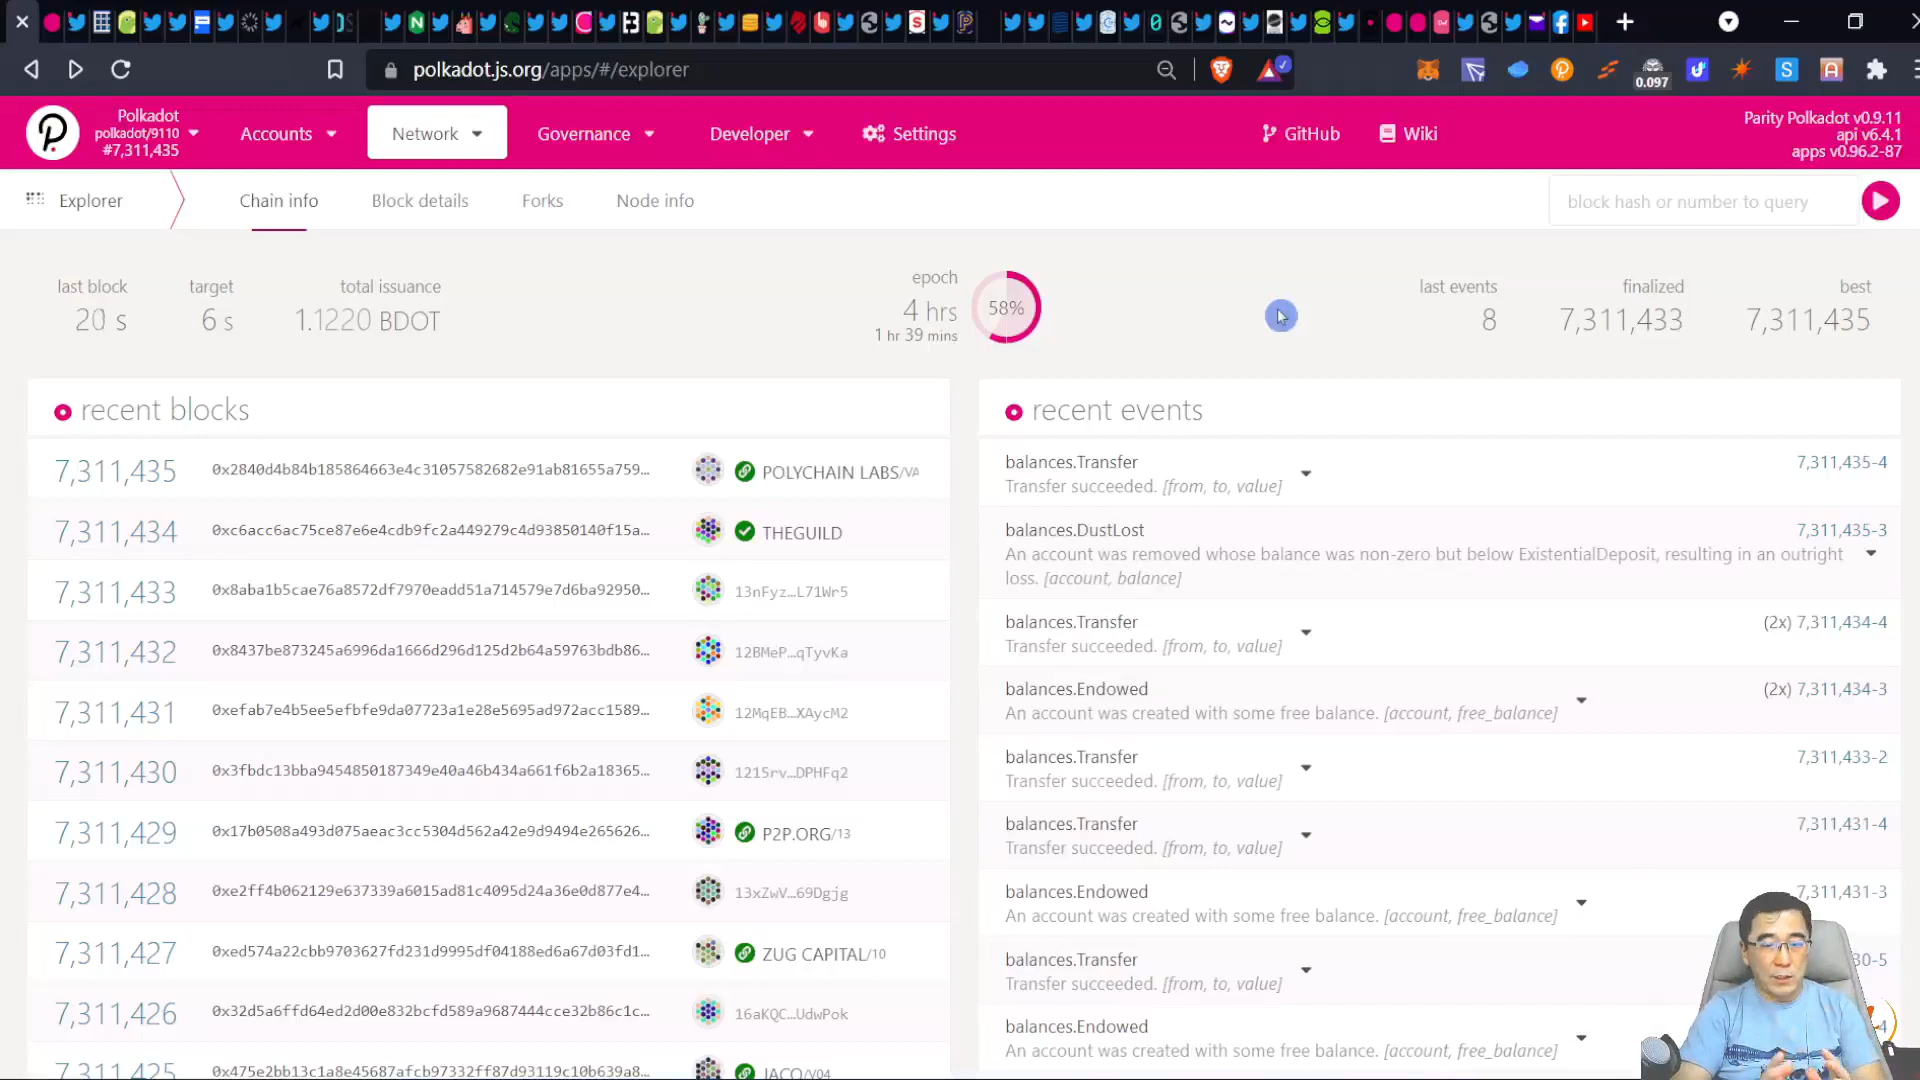 polkadot.js.org/apps/#/explorer
0.097
Polkadot
polkadot/9110
#7,311,435
Accounts
Network
Governance
Developer
Settings
GitHub
Wiki
Parity Polkadot v0.9.11
api v6.4.1
apps v0.96.2-87
Explorer
Chain info
Block details
Forks
Node info
block hash or number to query
last block
20 s
target
6 s
total issuance
1.1220 BDOT
epoch
4 hrs
1 hr 39 mins
58%
last events
8
finalized
7,311,433
best
7,311,435
recent blocks
7,311,435 0x2840d4b84b185864663e4c31057582682e91ab81655a759… POLYCHAIN LABS/VA
7,311,434 0xc6acc6ac75ce87e6e4cdb9fc2a449279c4d93850140f15a… THEGUILD
7,311,433 0x8aba1b5cae76a8572df7970eadd51a714579e7d6ba92950… 13nFyz…L71Wr5
7,311,432 0x8437be873245a6996da1666d296d125d2b64a59763bdb86… 12BMeP…qTyvKa
7,311,431 0xefab7e4b5ee5efbfe9da07723a1e28e5695ad972acc1589… 12MqEB…XAycM2
7,311,430 0x3fbdc13bba9454850187349e40a46b434a661f6b2a18365… 1215rv…DPHFq2
7,311,429 0x17b0508a493d075aeac3cc5304d562a42e9d9494e265626… P2P.ORG/13
7,311,428 0xe2ff4b062129e637339a6015ad81c4095d24a36e0d877e4… 13xZwV…69Dgjg
7,311,427 0xed574a22cbb9703627fd231d9995df04188ed6a67d03fd1… ZUG CAPITAL/10
7,311,426 0x32d5a6ffd64ed2d00e832bcfd589a9687444cce32b86c1c… 16aKQC…UdwPok
7,311,425 0x475e2bb13c1a8e45687afcb97332ff87d93119c10b639a8… JACO/V04
recent events
balances.Transfer 7,311,435-4
Transfer succeeded. [from, to, value]
balances.DustLost 7,311,435-3
An account was removed whose balance was non-zero but below ExistentialDeposit, resulting in an outright
loss. [account, balance]
balances.Transfer (2x) 7,311,434-4
Transfer succeeded. [from, to, value]
balances.Endowed (2x) 7,311,434-3
An account was created with some free balance. [account, free_balance]
balances.Transfer 7,311,433-2
Transfer succeeded. [from, to, value]
balances.Transfer 7,311,431-4
Transfer succeeded. [from, to, value]
balances.Endowed 7,311,431-3
An account was created with some free balance. [account, free_balance]
balances.Transfer 30-5
Transfer succeeded. [from, to, value]
balances.Endowed -4
An account was created with some free balance. [account, free_balance]